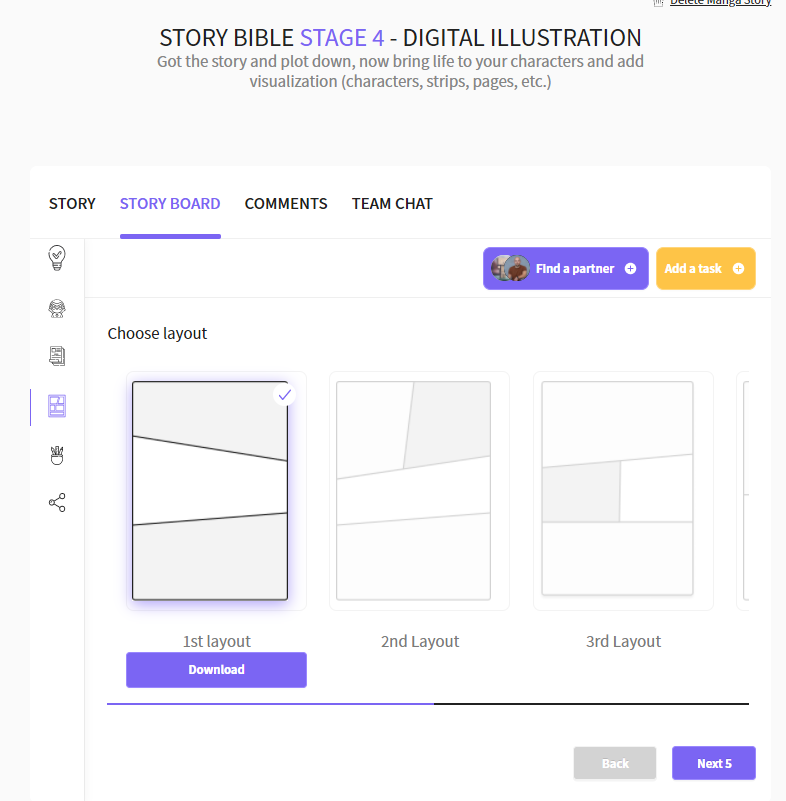 Delete Manga Story
STORY BIBLE STAGE 4 - DIGITAL ILLUSTRATION
Got the story and plot down, now bring life to your characters and add
visualization (characters, strips, pages, etc.)
STORY STORY BOARD COMMENTS TEAM CHAT
Find a partner Add a task
Choose layout
1st layout 2nd Layout 3rd Layout
Download
Back Next 5